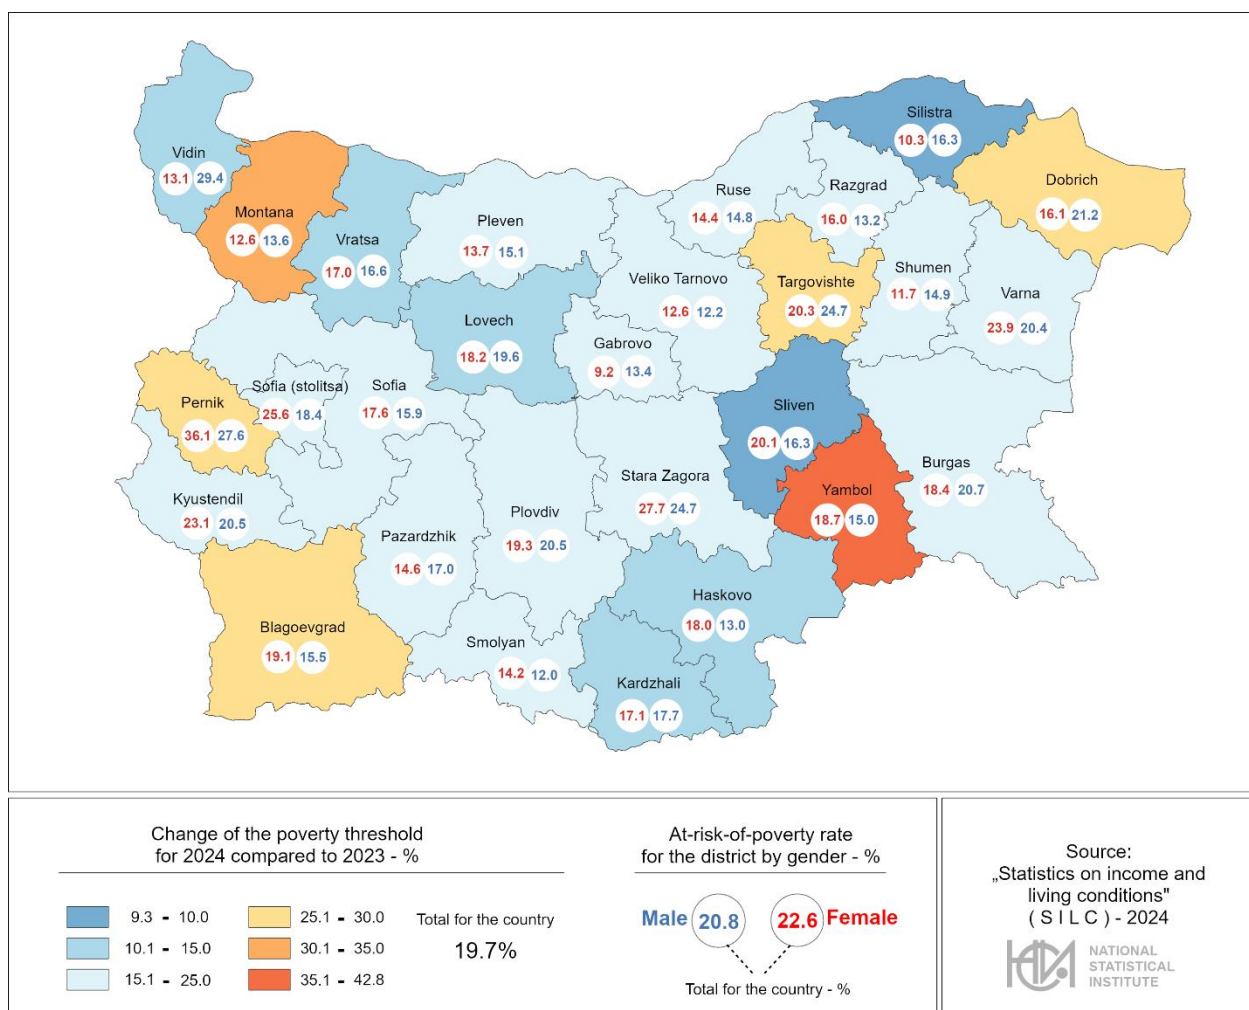 Silistra
10.3 16.3
Vidin
13.1 29.4
Dobrich
16.1 21.2
Ruse
14.4 14.8
Razgrad
16.0 13.2
Montana
12.6 13.6
Pleven
13.7 15.1
Vratsa
17.0 16.6
Veliko Tarnovo
12.6 12.2
Targovishte
20.3 24.7
Shumen
11.7 14.9
Varna
23.9 20.4
Lovech
18.2 19.6
Gabrovo
9.2 13.4
Sofia (stolitsa)
25.6 18.4
Sofia
17.6 15.9
Pernik
36.1 27.6
Sliven
20.1 16.3
Burgas
18.4 20.7
Stara Zagora
27.7 24.7
Yambol
18.7 15.0
Kyustendil
23.1 20.5
Plovdiv
19.3 20.5
Pazardzhik
14.6 17.0
Haskovo
18.0 13.0
Blagoevgrad
19.1 15.5
Smolyan
14.2 12.0
Kardzhali
17.1 17.7
Change of the poverty threshold
for 2024 compared to 2023 - %
9.3 - 10.0
10.1 - 15.0
15.1 - 25.0
25.1 - 30.0
30.1 - 35.0
35.1 - 42.8
Total for the country
19.7%
At-risk-of-poverty rate
for the district by gender - %
Male 20.8 22.6 Female
Total for the country - %
Source:
„Statistics on income and
living conditions"
( S I L C ) - 2024
НСИ
NATIONAL
STATISTICAL
INSTITUTE